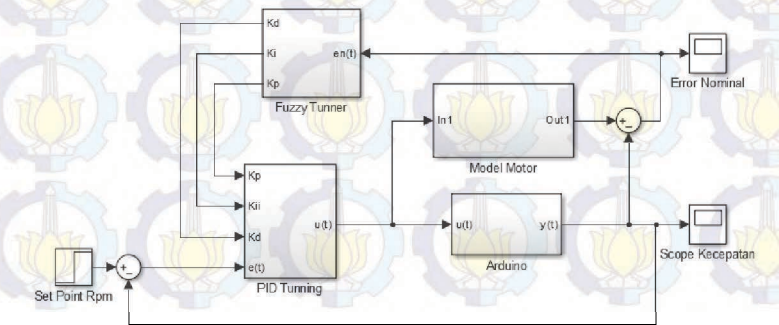 Kd
Ki
Kp
en(t)
Fuzzy Tunner
Error Nominal
In1
Out1
Model Motor
Kp
Kii
Kd
e(t)
u(t)
PID Tunning
u(t)
y(t)
Arduino
Scope Kecepatan
Set Point Rpm